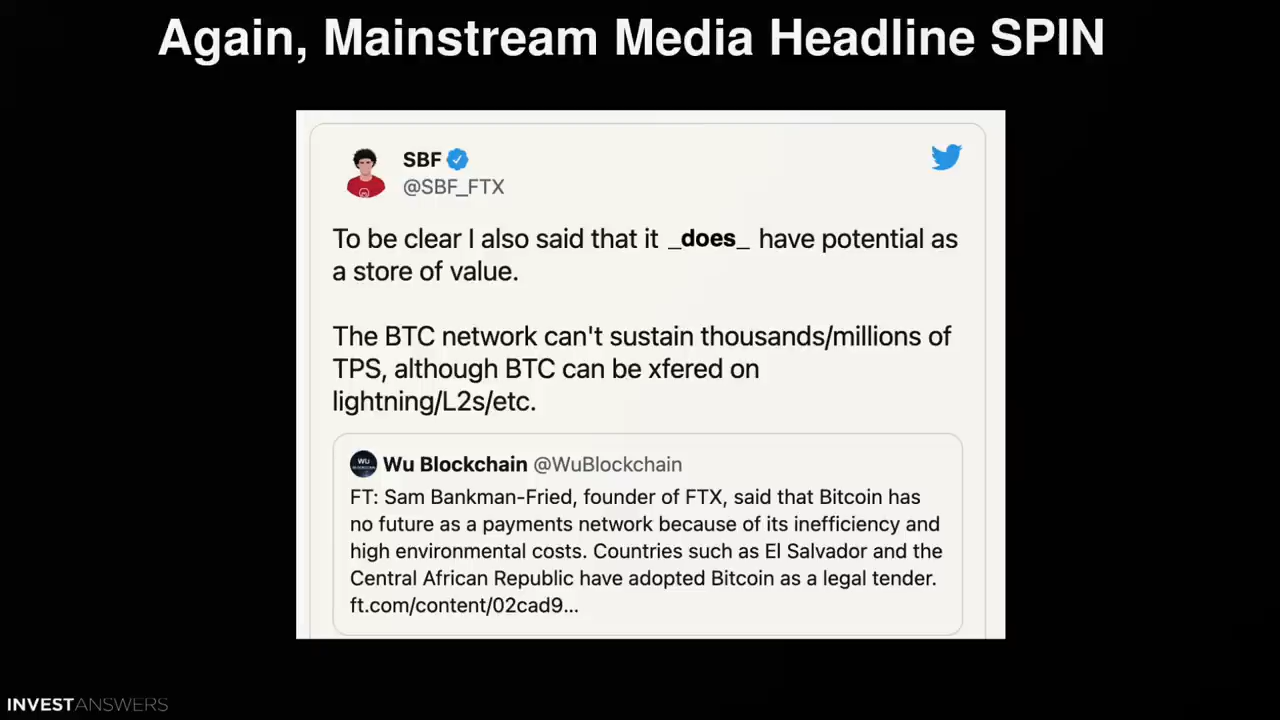 Again, Mainstream Media Headline SPIN
SBF
@SBF_FTX
To be clear I also said that it _does_ have potential as
a store of value.
The BTC network can't sustain thousands/millions of
TPS, although BTC can be xfered on
lightning/L2s/etc.
Wu Blockchain @WuBlockchain
FT: Sam Bankman-Fried, founder of FTX, said that Bitcoin has
no future as a payments network because of its inefficiency and
high environmental costs. Countries such as El Salvador and the
Central African Republic have adopted Bitcoin as a legal tender.
ft.com/content/02cad9...
INVESTANSWERS